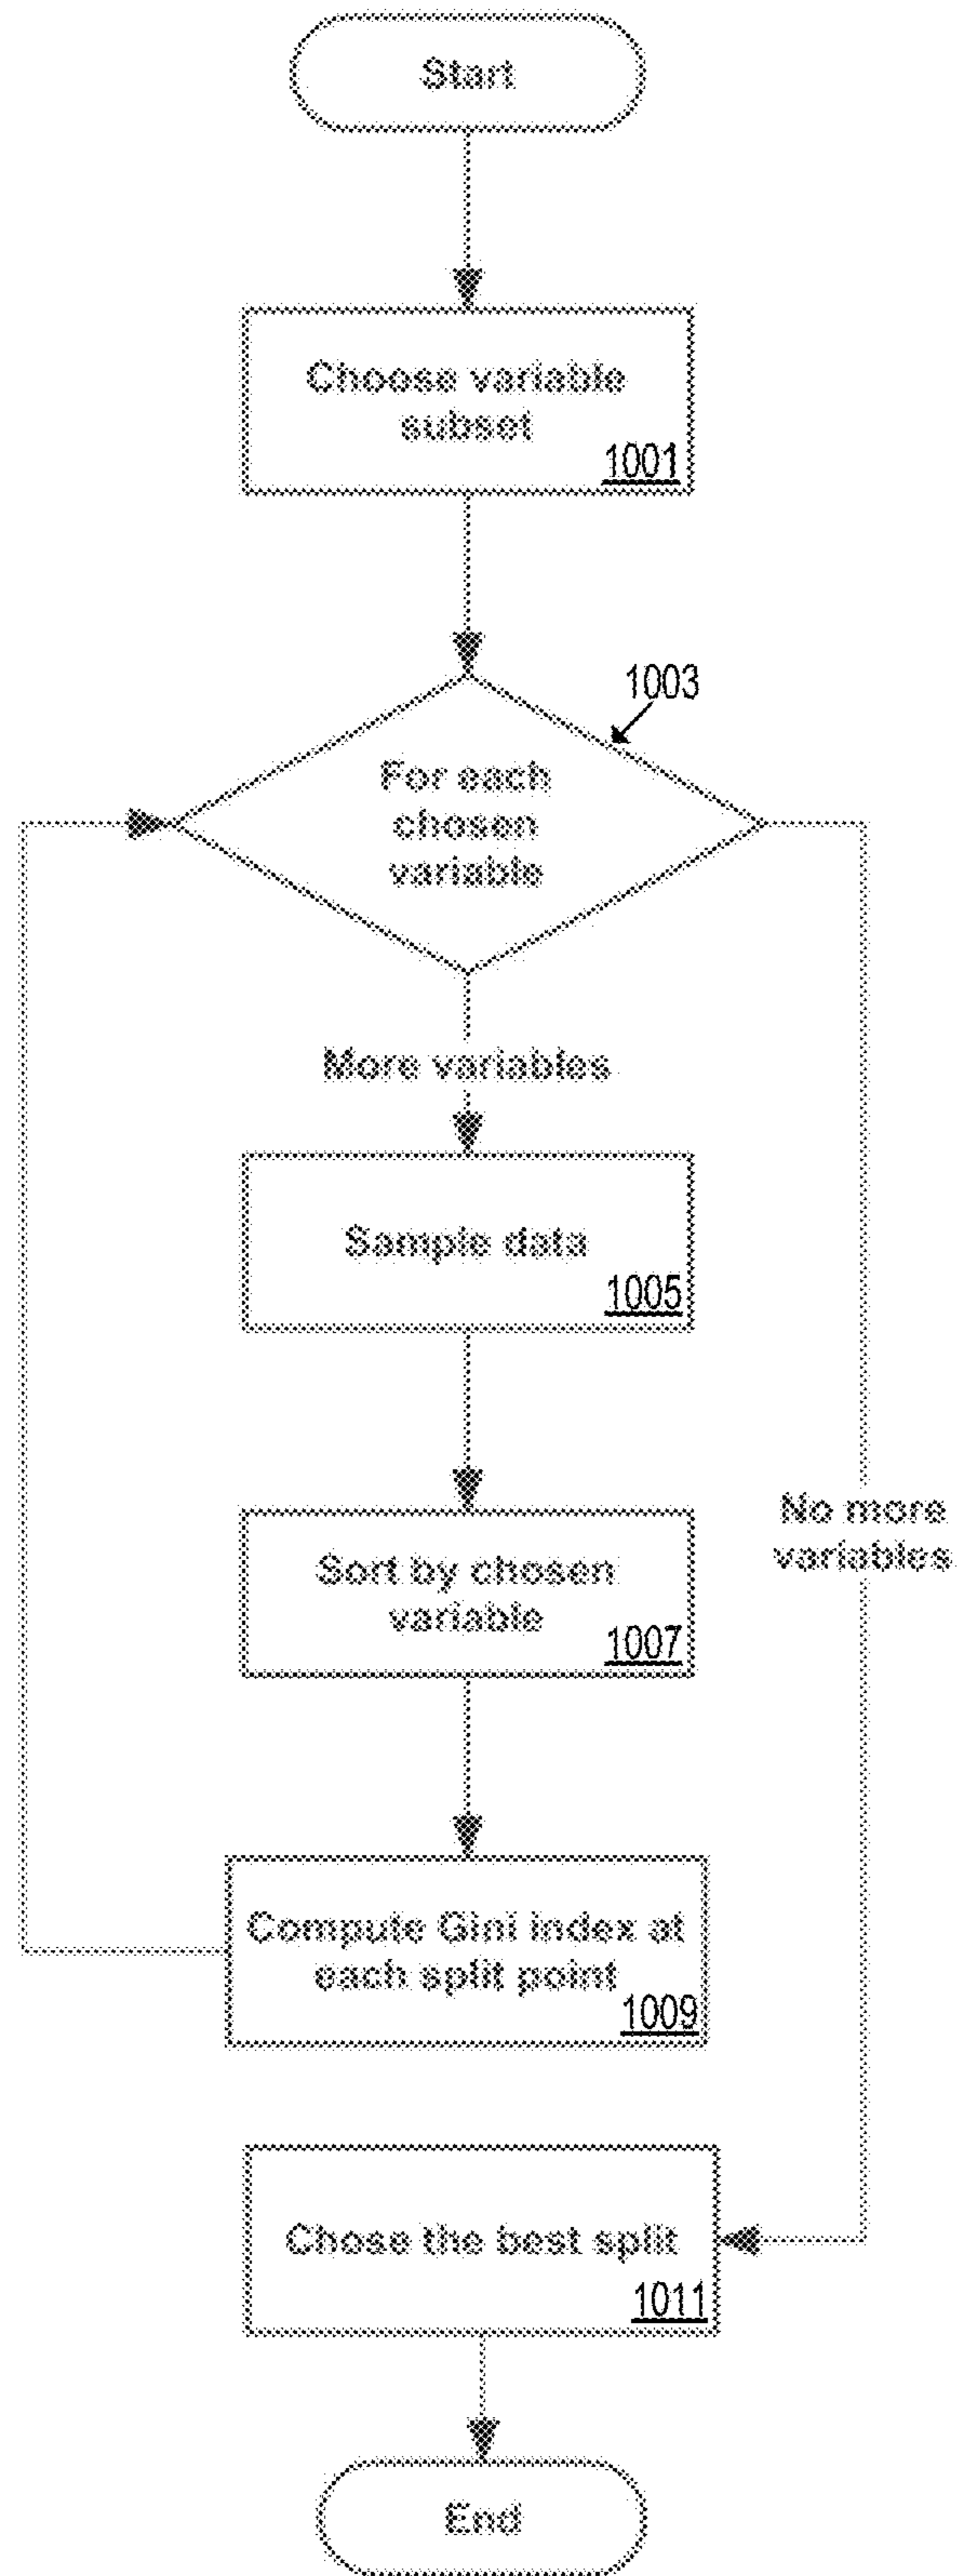 Start
Choose variable
subset
1001
1003
For each
chosen
variable
More variables
Sample data
1005
Sort by chosen
variable
1007
No more
variables
Compute Gini index at
each split point
1009
Chose the best split
1011
End